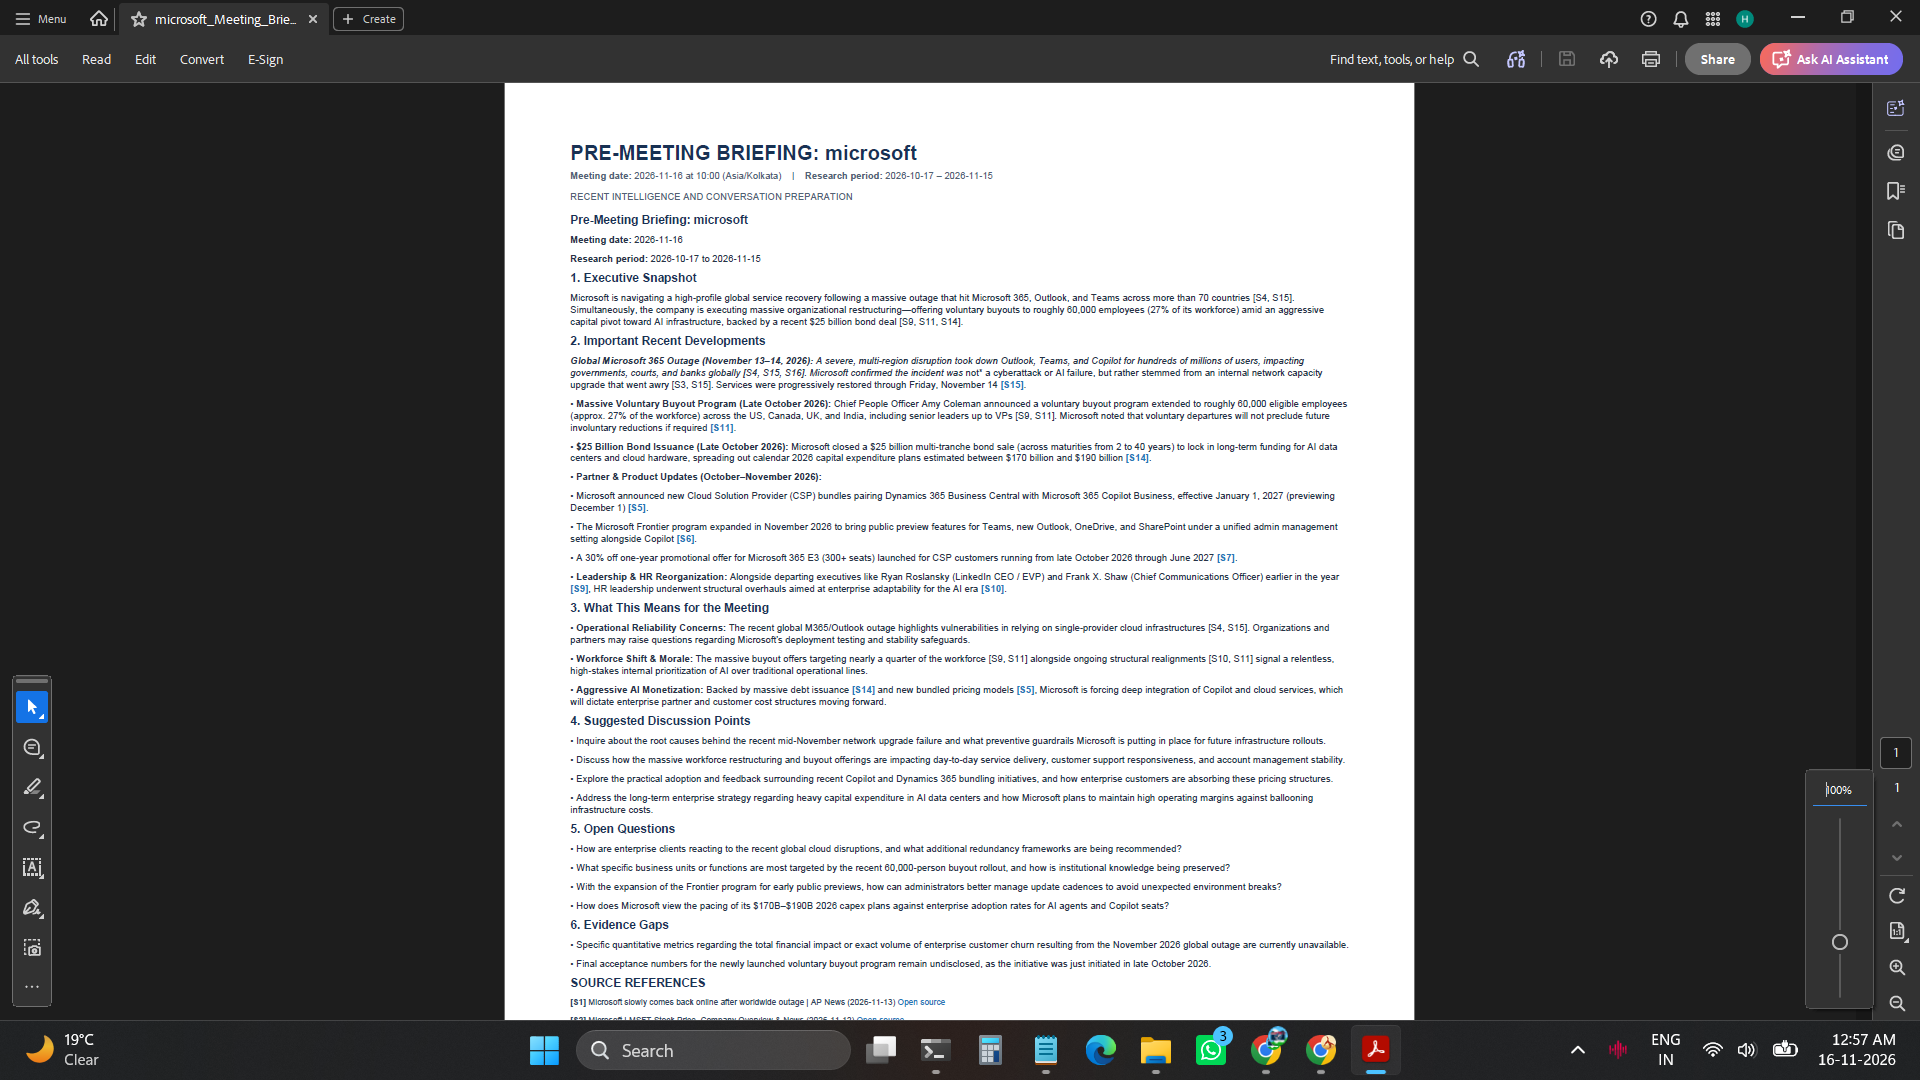 Menu
microsoft_Meeting_Brie...
Create
H
All tools
Read
Edit
Convert
E-Sign
Find text, tools, or help
Share
Ask AI Assistant
PRE-MEETING BRIEFING: microsoft
Meeting date: 2026-11-16 at 10:00 (Asia/Kolkata) | Research period: 2026-10-17 – 2026-11-15
RECENT INTELLIGENCE AND CONVERSATION PREPARATION
Pre-Meeting Briefing: microsoft
Meeting date: 2026-11-16
Research period: 2026-10-17 to 2026-11-15
1. Executive Snapshot
Microsoft is navigating a high-profile global service recovery following a massive outage that hit Microsoft 365, Outlook, and Teams across more than 70 countries [S4, S15].
Simultaneously, the company is executing massive organizational restructuring—offering voluntary buyouts to roughly 60,000 employees (27% of its workforce) amid an aggressive
capital pivot toward AI infrastructure, backed by a recent $25 billion bond deal [S9, S11, S14].
2. Important Recent Developments
Global Microsoft 365 Outage (November 13–14, 2026): A severe, multi-region disruption took down Outlook, Teams, and Copilot for hundreds of millions of users, impacting
governments, courts, and banks globally [S4, S15, S16]. Microsoft confirmed the incident was not* a cyberattack or AI failure, but rather stemmed from an internal network capacity
upgrade that went awry [S3, S15]. Services were progressively restored through Friday, November 14 [S15].
• Massive Voluntary Buyout Program (Late October 2026): Chief People Officer Amy Coleman announced a voluntary buyout program extended to roughly 60,000 eligible employees
(approx. 27% of the workforce) across the US, Canada, UK, and India, including senior leaders up to VPs [S9, S11]. Microsoft noted that voluntary departures will not preclude future
involuntary reductions if required [S11].
• $25 Billion Bond Issuance (Late October 2026): Microsoft closed a $25 billion multi-tranche bond sale (across maturities from 2 to 40 years) to lock in long-term funding for AI data
centers and cloud hardware, spreading out calendar 2026 capital expenditure plans estimated between $170 billion and $190 billion [S14].
• Partner & Product Updates (October–November 2026):
• Microsoft announced new Cloud Solution Provider (CSP) bundles pairing Dynamics 365 Business Central with Microsoft 365 Copilot Business, effective January 1, 2027 (previewing
December 1) [S5].
• The Microsoft Frontier program expanded in November 2026 to bring public preview features for Teams, new Outlook, OneDrive, and SharePoint under a unified admin management
setting alongside Copilot [S6].
• A 30% off one-year promotional offer for Microsoft 365 E3 (300+ seats) launched for CSP customers running from late October 2026 through June 2027 [S7].
• Leadership & HR Reorganization: Alongside departing executives like Ryan Roslansky (LinkedIn CEO / EVP) and Frank X. Shaw (Chief Communications Officer) earlier in the year
[S9], HR leadership underwent structural overhauls aimed at enterprise adaptability for the AI era [S10].
3. What This Means for the Meeting
• Operational Reliability Concerns: The recent global M365/Outlook outage highlights vulnerabilities in relying on single-provider cloud infrastructures [S4, S15]. Organizations and
partners may raise questions regarding Microsoft's deployment testing and stability safeguards.
• Workforce Shift & Morale: The massive buyout offers targeting nearly a quarter of the workforce [S9, S11] alongside ongoing structural realignments [S10, S11] signal a relentless,
high-stakes internal prioritization of AI over traditional operational lines.
• Aggressive AI Monetization: Backed by massive debt issuance [S14] and new bundled pricing models [S5], Microsoft is forcing deep integration of Copilot and cloud services, which
will dictate enterprise partner and customer cost structures moving forward.
4. Suggested Discussion Points
• Inquire about the root causes behind the recent mid-November network upgrade failure and what preventive guardrails Microsoft is putting in place for future infrastructure rollouts.
• Discuss how the massive workforce restructuring and buyout offerings are impacting day-to-day service delivery, customer support responsiveness, and account management stability.
• Explore the practical adoption and feedback surrounding recent Copilot and Dynamics 365 bundling initiatives, and how enterprise customers are absorbing these pricing structures.
• Address the long-term enterprise strategy regarding heavy capital expenditure in AI data centers and how Microsoft plans to maintain high operating margins against ballooning
infrastructure costs.
5. Open Questions
• How are enterprise clients reacting to the recent global cloud disruptions, and what additional redundancy frameworks are being recommended?
• What specific business units or functions are most targeted by the recent 60,000-person buyout rollout, and how is institutional knowledge being preserved?
• With the expansion of the Frontier program for early public previews, how can administrators better manage update cadences to avoid unexpected environment breaks?
• How does Microsoft view the pacing of its $170B–$190B 2026 capex plans against enterprise adoption rates for AI agents and Copilot seats?
6. Evidence Gaps
• Specific quantitative metrics regarding the total financial impact or exact volume of enterprise customer churn resulting from the November 2026 global outage are currently unavailable.
• Final acceptance numbers for the newly launched voluntary buyout program remain undisclosed, as the initiative was just initiated in late October 2026.
SOURCE REFERENCES
[S1] Microsoft slowly comes back online after worldwide outage | AP News (2026-11-13) Open source
1
100%
1
19°C
Clear
Search
3
ENG
IN
12:57 AM
16-11-2026